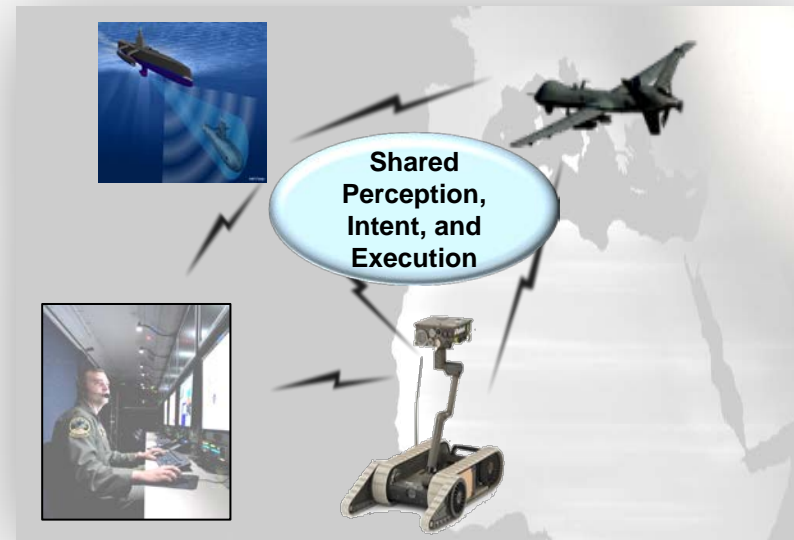 Shared
Perception,
Intent, and
Execution